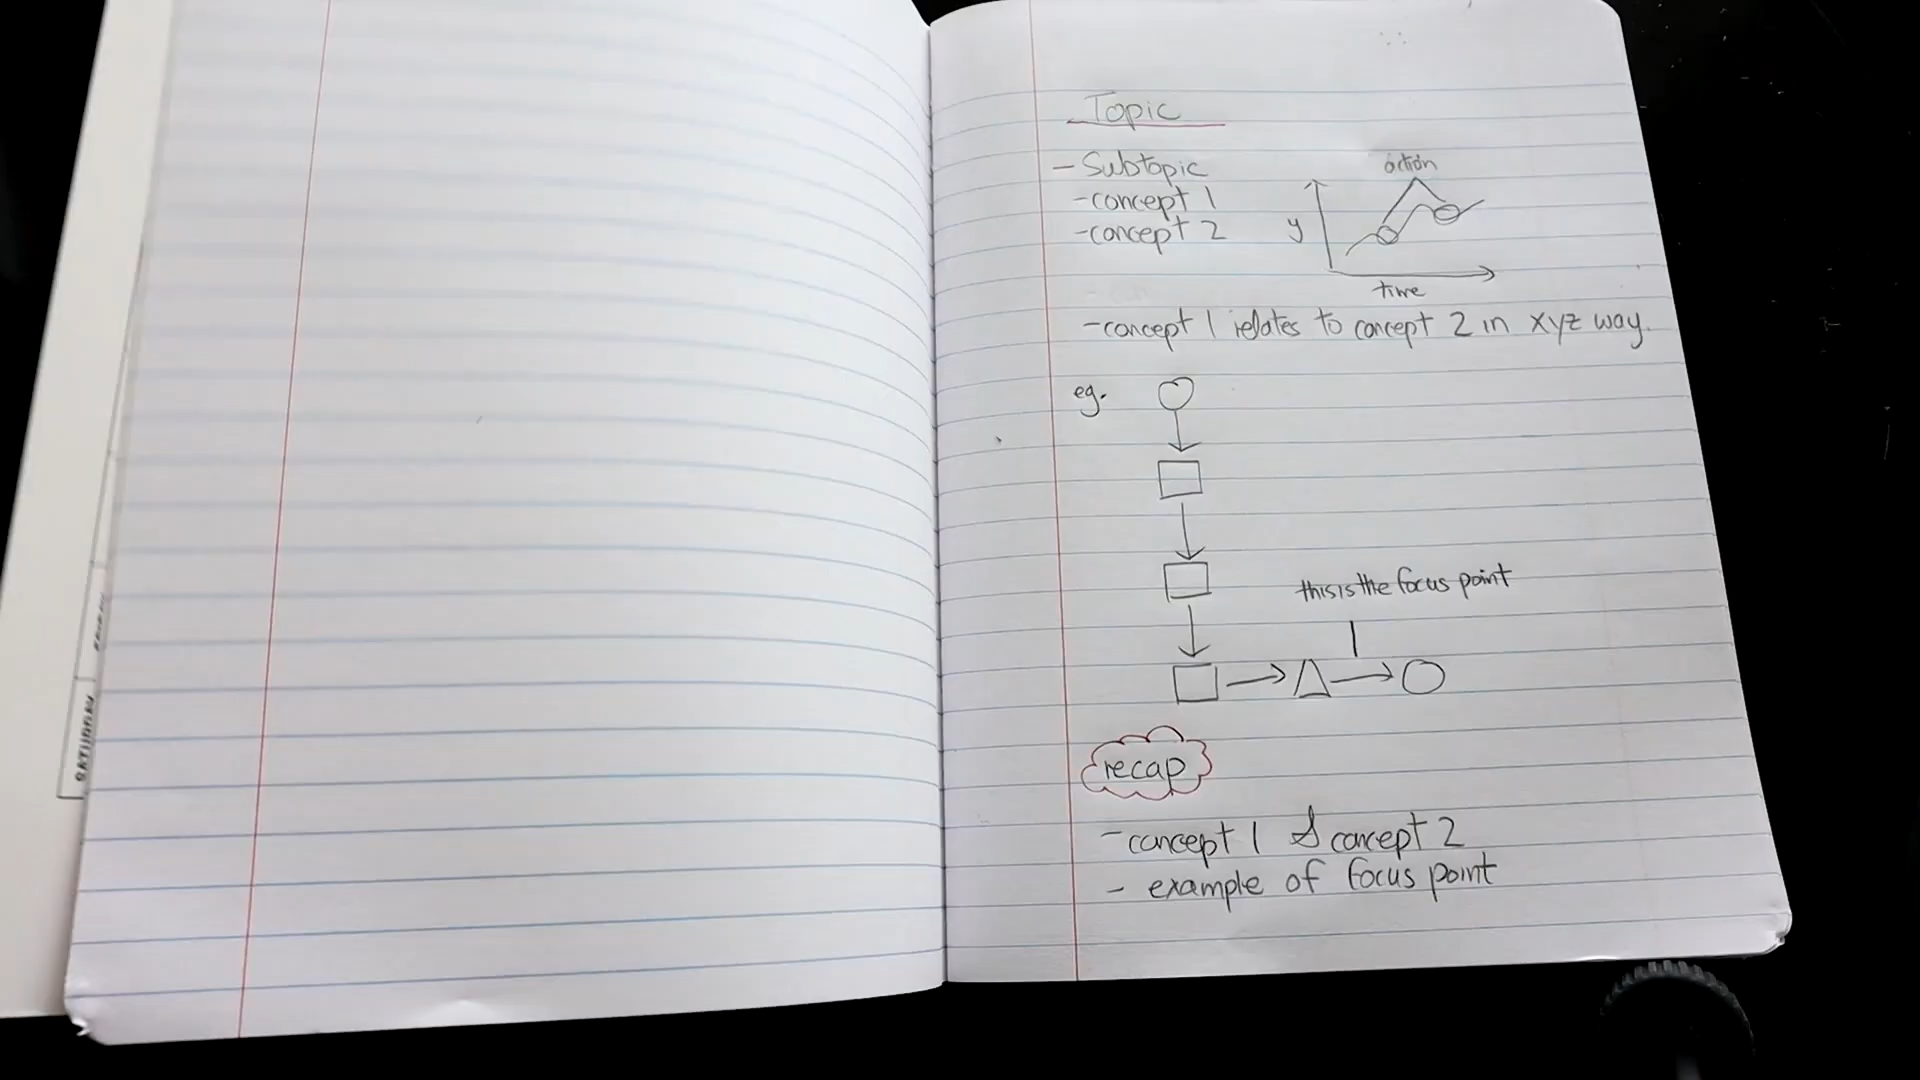 Topic
- Subtopic
-concept 1
-concept 2
action
y
time
-concept 1 relates to concept 2 in xyz way.
eg.
this is the focus point
recap
-concept 1 & concept 2
- example of focus point
SATURDAY